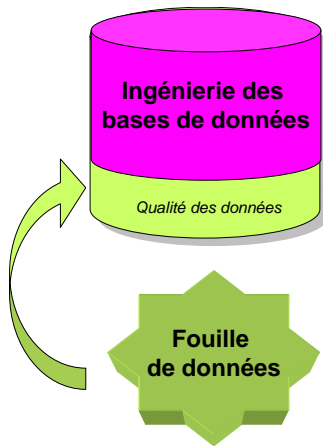 Ingénierie des
bases de données
Qualité des données
Fouille
de données